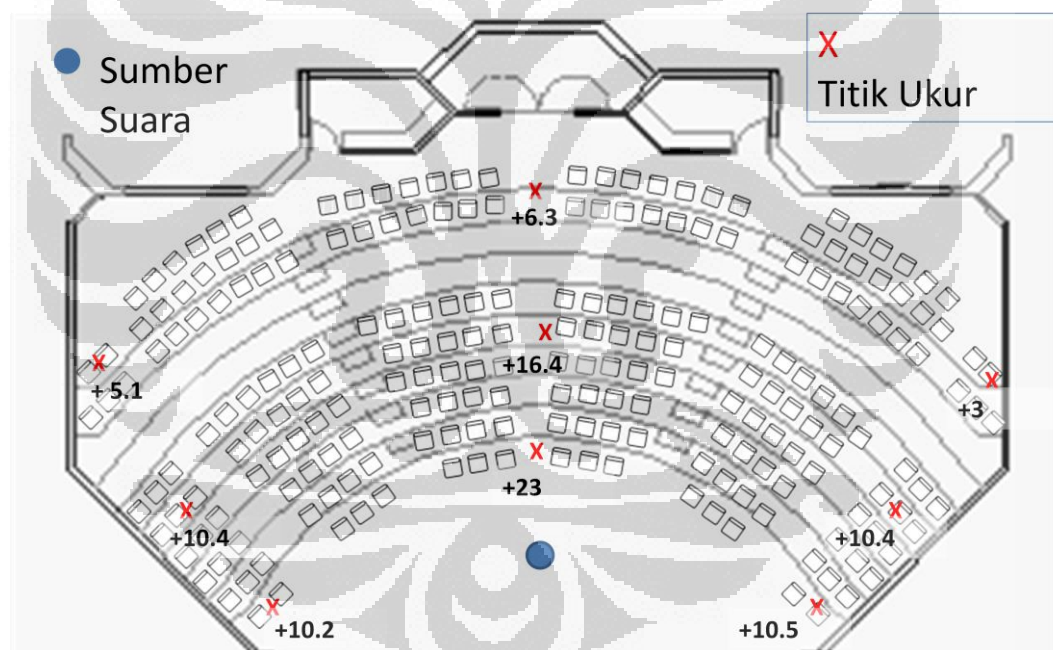 Sumber
Suara
X
Titik Ukur
X
+6.3
X
+16.4
X
+5.1
X
+3
X
+23
X
+10.4
X
+10.4
X
+10.2
X
+10.5